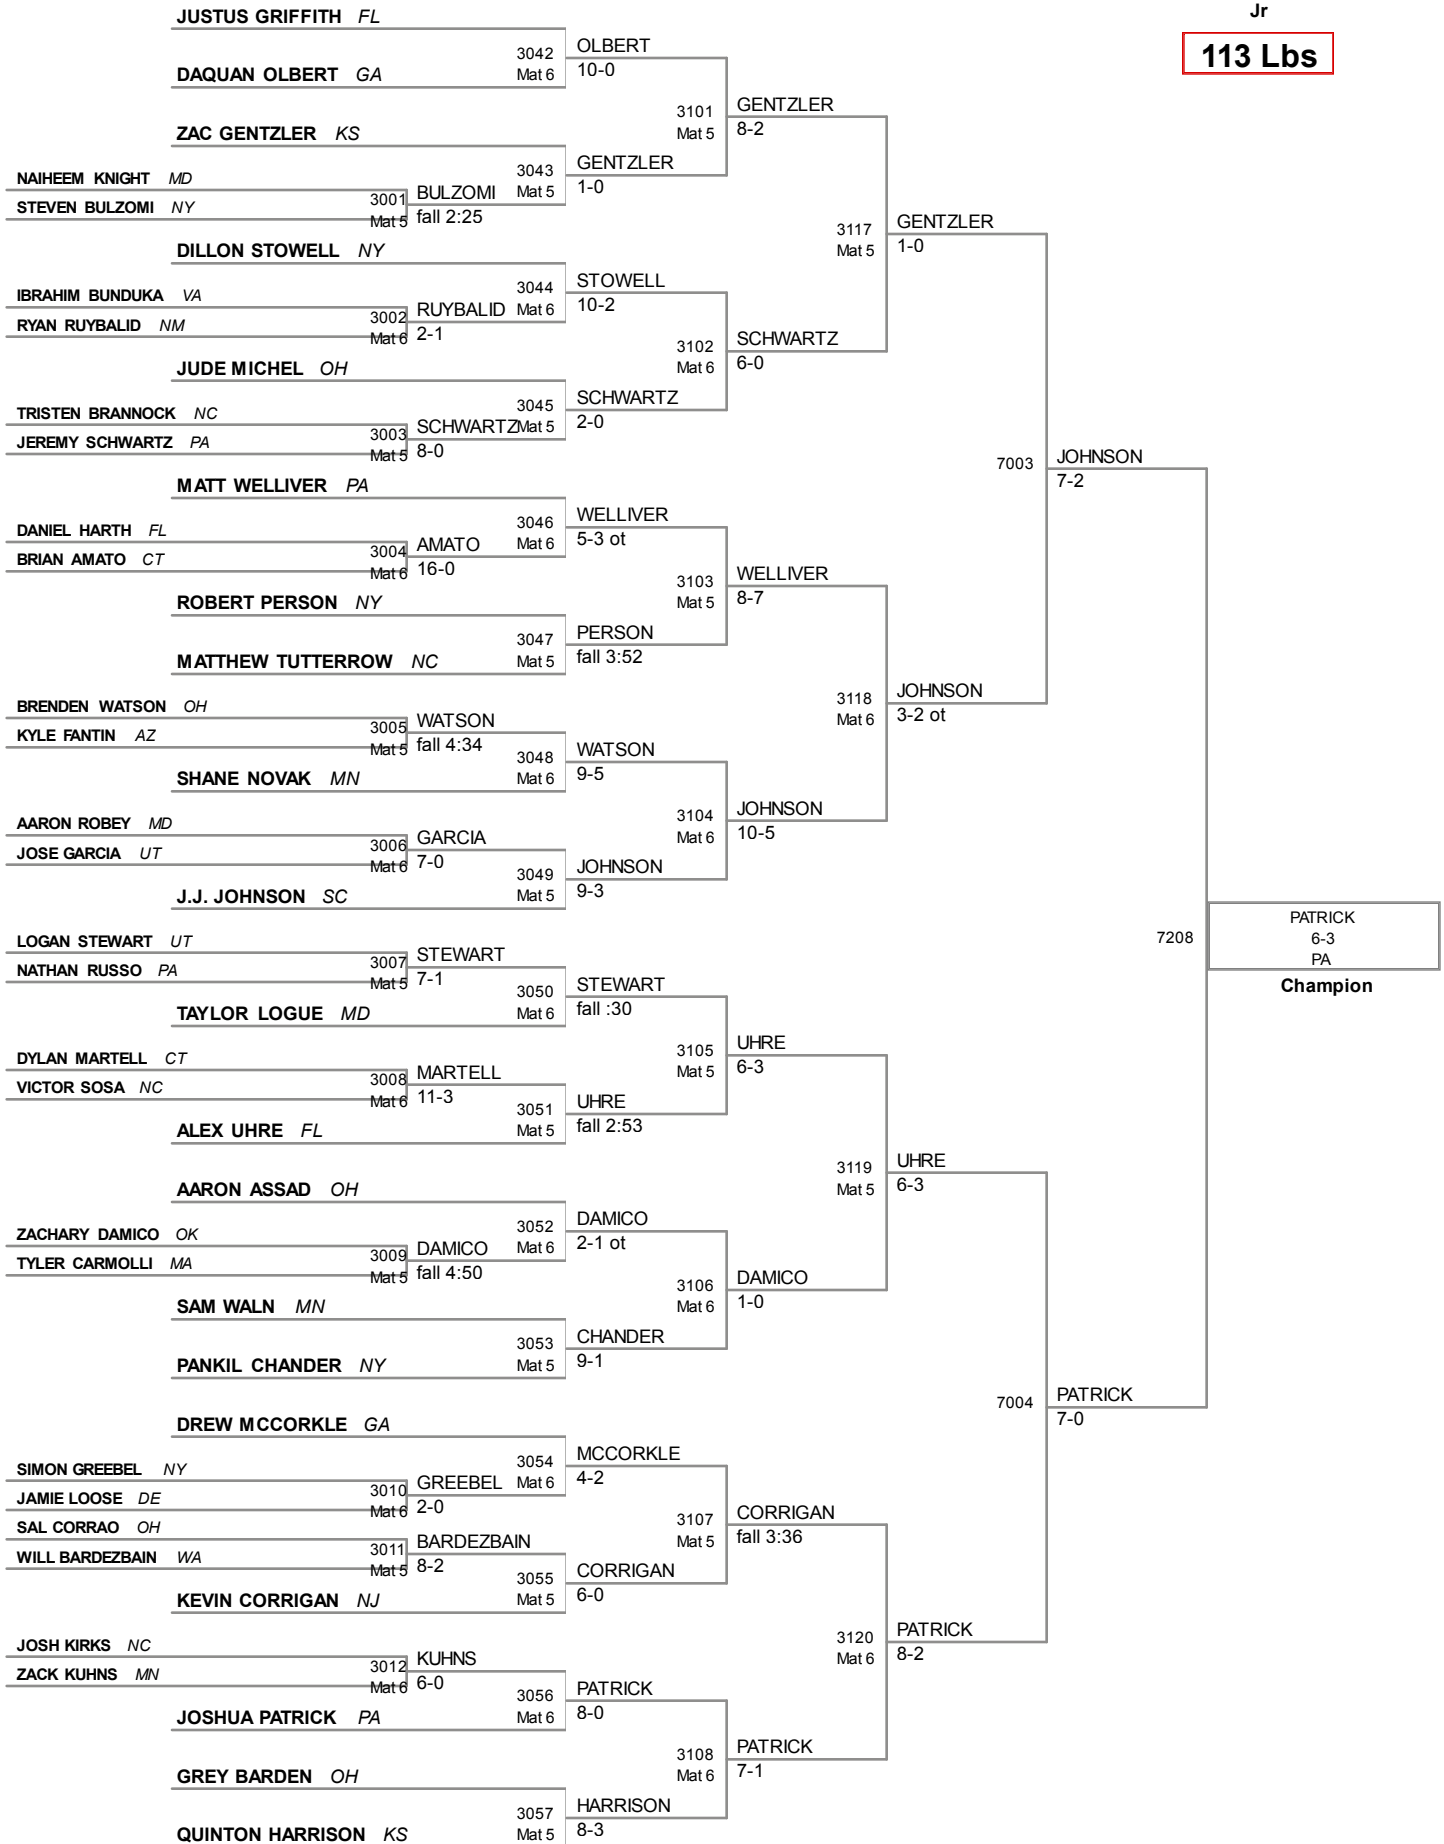 Jr
113 Lbs
JUSTUS GRIFFITH FL
3042 OLBERT
DAQUAN OLBERT GA Mat 6 10-0
3101 GENTZLER
Mat 5 8-2
ZAC GENTZLER KS
3043 GENTZLER
NAIHEEM KNIGHT MD
3001 BULZOMI Mat 5 1-0
STEVEN BULZOMI NY
Mat 5 fall 2:25
3117 GENTZLER
Mat 5 1-0
DILLON STOWELL NY
3044 STOWELL
IBRAHIM BUNDUKA VA
3002 RUYBALID Mat 6 10-2
RYAN RUYBALID NM
Mat 6 2-1
3102 SCHWARTZ
Mat 6 6-0
JUDE MICHEL OH
3045 SCHWARTZ
TRISTEN BRANNOCK NC
3003 SCHWARTZ Mat 5 2-0
JEREMY SCHWARTZ PA
Mat 5 8-0
7003 JOHNSON
7-2
MATT WELLIVER PA
3046 WELLIVER
DANIEL HARTH FL
3004 AMATO Mat 6 5-3 ot
BRIAN AMATO CT
Mat 6 16-0
3103 WELLIVER
Mat 5 8-7
ROBERT PERSON NY
3047 PERSON
MATTHEW TUTTERROW NC Mat 5 fall 3:52
3118 JOHNSON
Mat 6 3-2 ot
BRENDEN WATSON OH
3005 WATSON
KYLE FANTIN AZ
Mat 5 fall 4:34
3048 WATSON
SHANE NOVAK MN Mat 6 9-5
3104 JOHNSON
Mat 6 10-5
AARON ROBEY MD
3006 GARCIA
JOSE GARCIA UT
Mat 6 7-0
3049 JOHNSON
J.J. JOHNSON SC Mat 5 9-3
7208 PATRICK
6-3
PA
Champion
LOGAN STEWART UT
3007 STEWART
NATHAN RUSSO PA
Mat 5 7-1
3050 STEWART
TAYLOR LOGUE MD Mat 6 fall :30
3105 UHRE
Mat 5 6-3
DYLAN MARTELL CT
3008 MARTELL
VICTOR SOSA NC
Mat 6 11-3
3051 UHRE
ALEX UHRE FL Mat 5 fall 2:53
3119 UHRE
Mat 5 6-3
AARON ASSAD OH
3052 DAMICO
ZACHARY DAMICO OK
3009 DAMICO Mat 6 2-1 ot
TYLER CARMOLLI MA
Mat 5 fall 4:50
3106 DAMICO
Mat 6 1-0
SAM WALN MN
3053 CHANDER
PANKIL CHANDER NY Mat 5 9-1
7004 PATRICK
7-0
DREW MCCORKLE GA
3054 MCCORKLE
SIMON GREEBEL NY
3010 GREEBEL Mat 6 4-2
JAMIE LOOSE DE
Mat 6 2-0
3107 CORRIGAN
Mat 5 fall 3:36
SAL CORRAO OH
3011 BARDEZBAIN
WILL BARDEZBAIN WA
Mat 5 8-2
3055 CORRIGAN
KEVIN CORRIGAN NJ Mat 5 6-0
3120 PATRICK
Mat 6 8-2
JOSH KIRKS NC
3012 KUHNS
ZACK KUHNS MN
Mat 6 6-0
3056 PATRICK
JOSHUA PATRICK PA Mat 6 8-0
3108 PATRICK
Mat 6 7-1
GREY BARDEN OH
3057 HARRISON
QUINTON HARRISON KS Mat 5 8-3